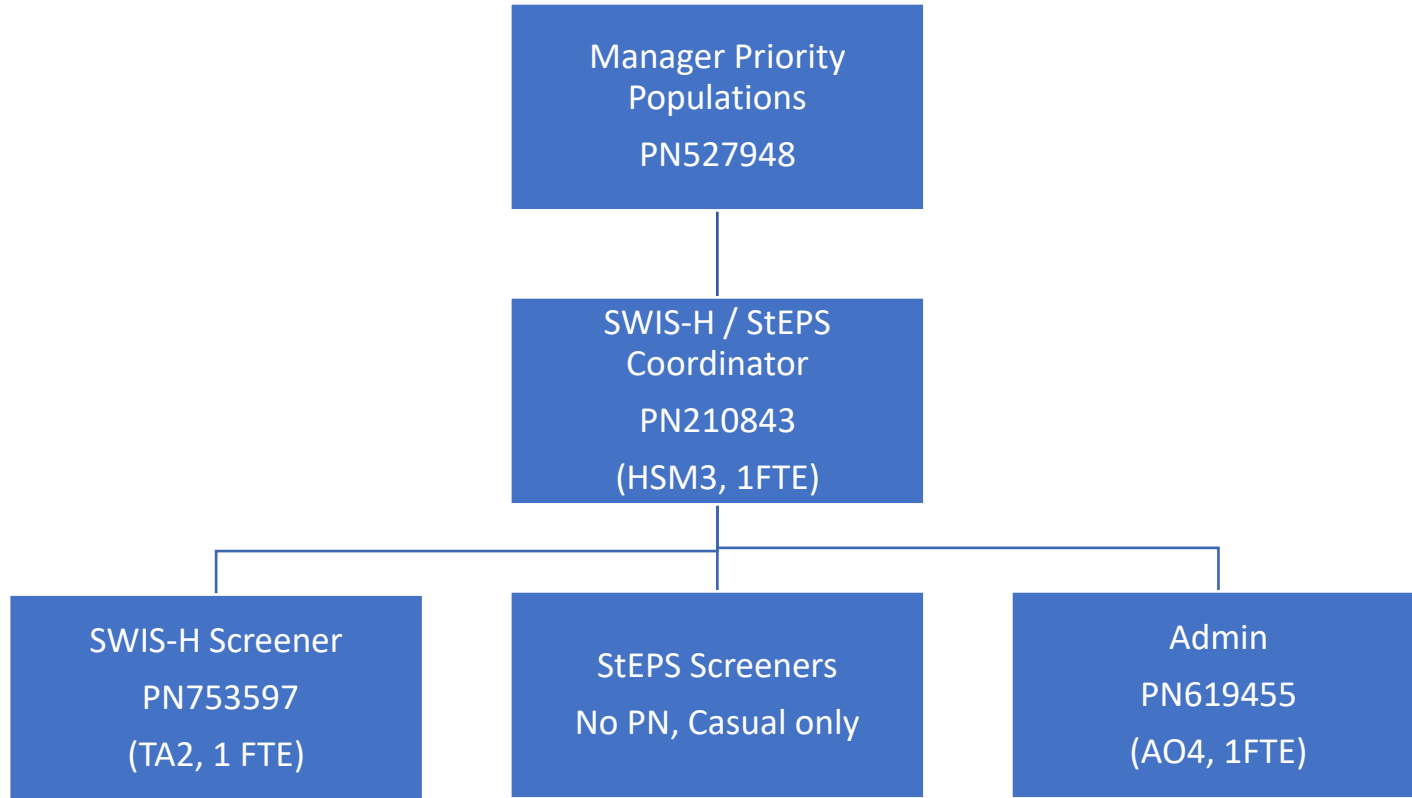 Manager Priority
Populations
PN527948
SWIS-H / StEPS
Coordinator
PN210843
(HSM3, 1FTE)
SWIS-H Screener
PN753597
(TA2, 1 FTE)
StEPS Screeners
No PN, Casual only
Admin
PN619455
(AO4, 1FTE)